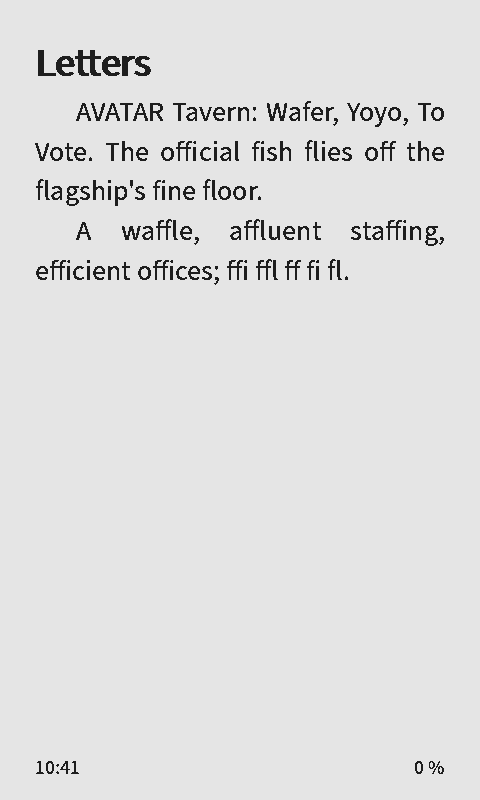 Letters
AVATAR Tavern: Wafer, Yoyo, To
Vote. The official fish flies off the
flagship's fine floor.
A waffle, affluent staffing,
efficient offices; ffi ffl ff fi fl.
10:41
0 %